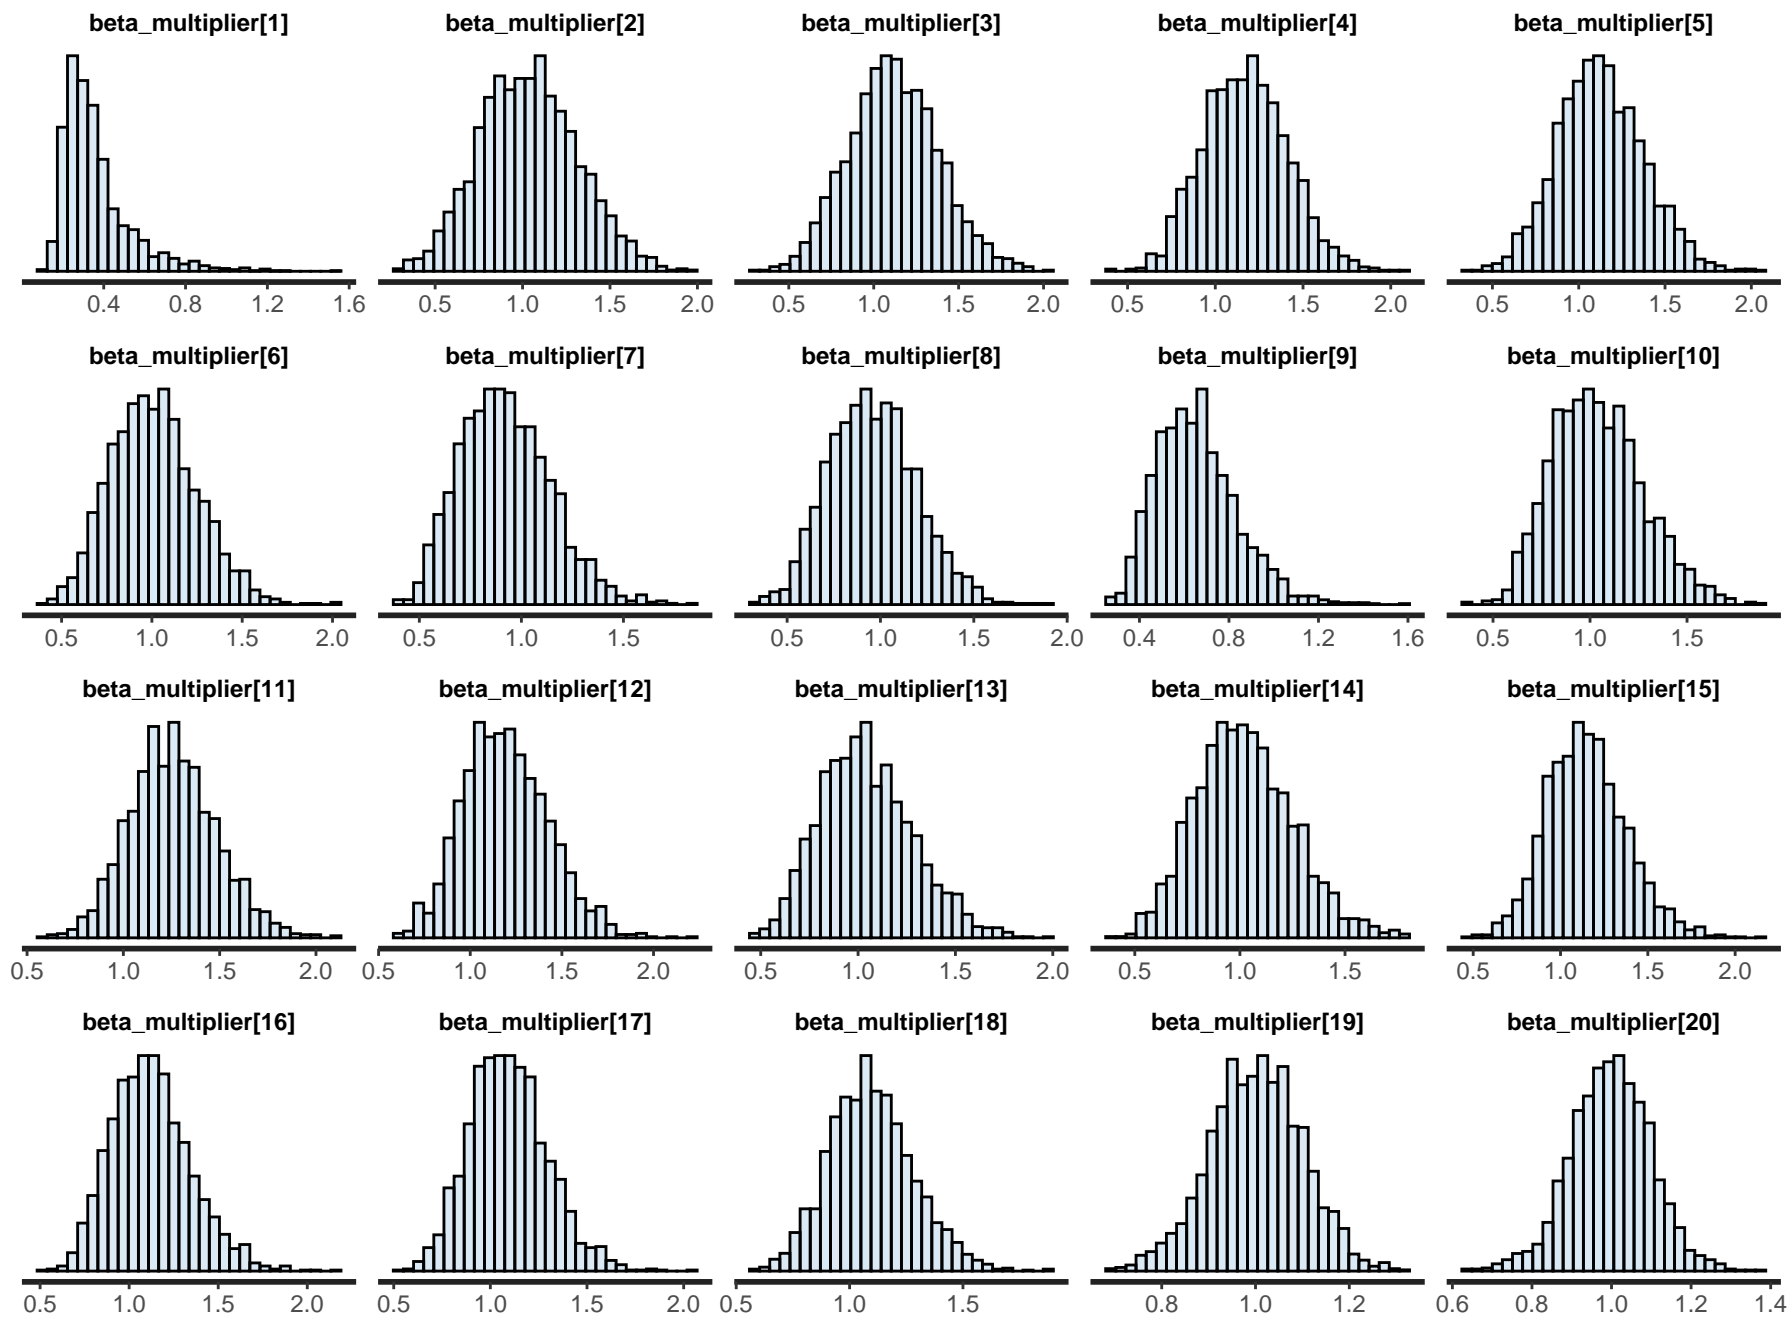 beta_multiplier[1] beta_multiplier[2] beta_multiplier[3] beta_multiplier[4] beta_multiplier[5]
0.4 0.8 1.2 1.6 0.5 1.0 1.5 2.0 0.5 1.0 1.5 2.0 0.5 1.0 1.5 2.0 0.5 1.0 1.5 2.0
beta_multiplier[6] beta_multiplier[7] beta_multiplier[8] beta_multiplier[9] beta_multiplier[10]
0.5 1.0 1.5 2.0 0.5 1.0 1.5 0.5 1.0 1.5 2.0 0.4 0.8 1.2 1.6 0.5 1.0 1.5
beta_multiplier[11] beta_multiplier[12] beta_multiplier[13] beta_multiplier[14] beta_multiplier[15]
0.5 1.0 1.5 2.0 0.5 1.0 1.5 2.0 0.5 1.0 1.5 2.0 0.5 1.0 1.5 0.5 1.0 1.5 2.0
beta_multiplier[16] beta_multiplier[17] beta_multiplier[18] beta_multiplier[19] beta_multiplier[20]
0.5 1.0 1.5 2.0 0.5 1.0 1.5 2.0 0.5 1.0 1.5 0.8 1.0 1.2 0.6 0.8 1.0 1.2 1.4